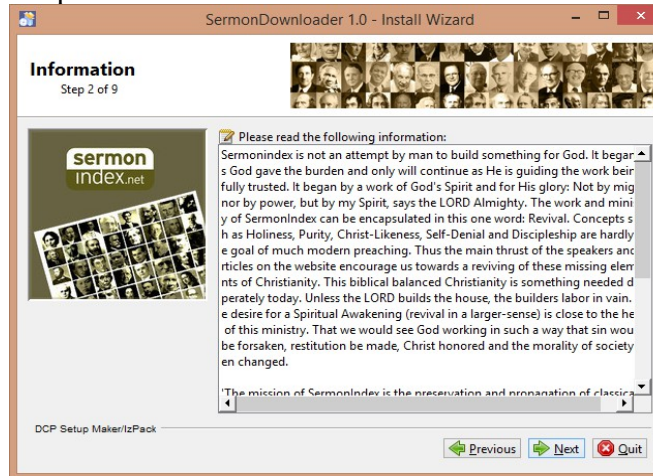 SermonDownloader 1.0 - Install Wizard
Information
Step 2 of 9
sermon
index.net
Please read the following information:
Sermonindex is not an attempt by man to build something for God. It began
s God gave the burden and only will continue as He is guiding the work bein
fully trusted. It began by a work of God's Spirit and for His glory: Not by mig
nor by power, but by my Spirit, says the LORD Almighty. The work and mini
y of SermonIndex can be encapsulated in this one word: Revival. Concepts s
h as Holiness, Purity, Christ-Likeness, Self-Denial and Discipleship are hardly
e goal of much modern preaching. Thus the main thrust of the speakers and
rticles on the website encourage us towards a reviving of these missing elem
nts of Christianity. This biblical balanced Christianity is something needed d
perately today. Unless the LORD builds the house, the builders labor in vain.
e desire for a Spiritual Awakening (revival in a larger-sense) is close to the he
of this ministry. That we would see God working in such a way that sin wou
be forsaken, restitution be made, Christ honored and the morality of society
en changed.
'The mission of SermonIndex is the preservation and propagation of classica
DCP Setup Maker/IzPack
Previous Next Quit